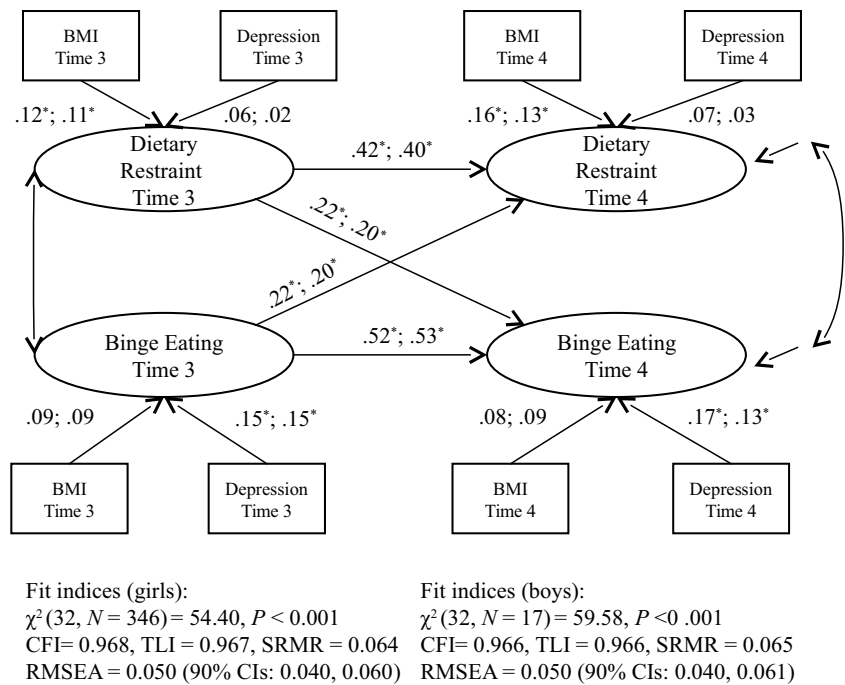 BMI
Time 3
Depression
Time 3
BMI
Time 4
Depression
Time 4
.12*; .11*
.06; .02
.16*; .13*
.07; .03
Dietary
Restraint
Time 3
.42*; .40*
Dietary
Restraint
Time 4
.22*; .20*
.22*; .20*
Binge Eating
Time 3
.52*; .53*
Binge Eating
Time 4
.09; .09
.15*; .15*
.08; .09
.17*; .13*
BMI
Time 3
Depression
Time 3
BMI
Time 4
Depression
Time 4
Fit indices (girls):
χ² (32, N = 346) = 54.40, P < 0.001
CFI= 0.968, TLI = 0.967, SRMR = 0.064
RMSEA = 0.050 (90% CIs: 0.040, 0.060)
Fit indices (boys):
χ² (32, N = 17) = 59.58, P <0 .001
CFI= 0.966, TLI = 0.966, SRMR = 0.065
RMSEA = 0.050 (90% CIs: 0.040, 0.061)